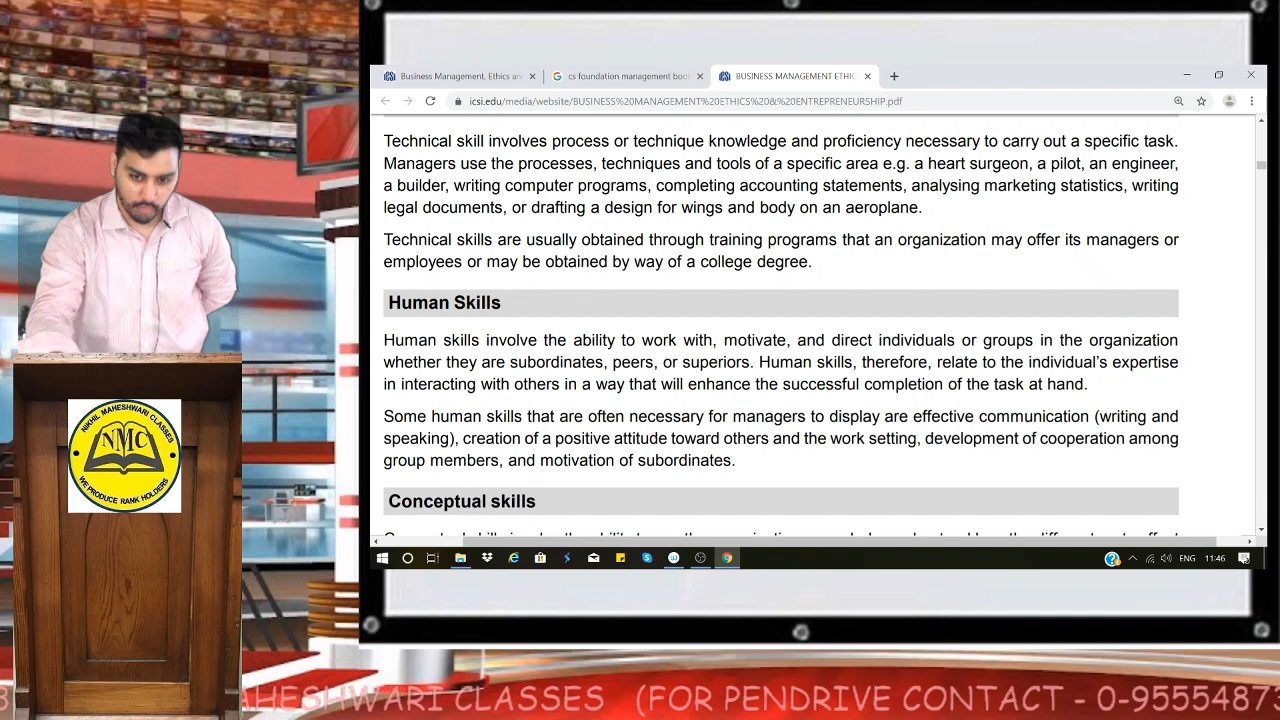 Business Management, Ethics an
cs foundation management boo
BUSINESS MANAGEMENT ETHIC
icsi.edu/media/website/BUSINESS%20MANAGEMENT%20ETHICS%20&%20ENTREPRENEURSHIP.pdf
Technical skill involves process or technique knowledge and proficiency necessary to carry out a specific task.
Managers use the processes, techniques and tools of a specific area e.g. a heart surgeon, a pilot, an engineer,
a builder, writing computer programs, completing accounting statements, analysing marketing statistics, writing
legal documents, or drafting a design for wings and body on an aeroplane.
Technical skills are usually obtained through training programs that an organization may offer its managers or
employees or may be obtained by way of a college degree.
Human Skills
Human skills involve the ability to work with, motivate, and direct individuals or groups in the organization
whether they are subordinates, peers, or superiors. Human skills, therefore, relate to the individual's expertise
in interacting with others in a way that will enhance the successful completion of the task at hand.
Some human skills that are often necessary for managers to display are effective communication (writing and
speaking), creation of a positive attitude toward others and the work setting, development of cooperation among
group members, and motivation of subordinates.
Conceptual skills
ENG 11:46
NIKHIL MAHESHWARI CLASSES
NMC
WE PRODUCE RANK HOLDERS
AHESHWARI CLASSES (FOR PENDRIVE CONTACT - 0-9555487